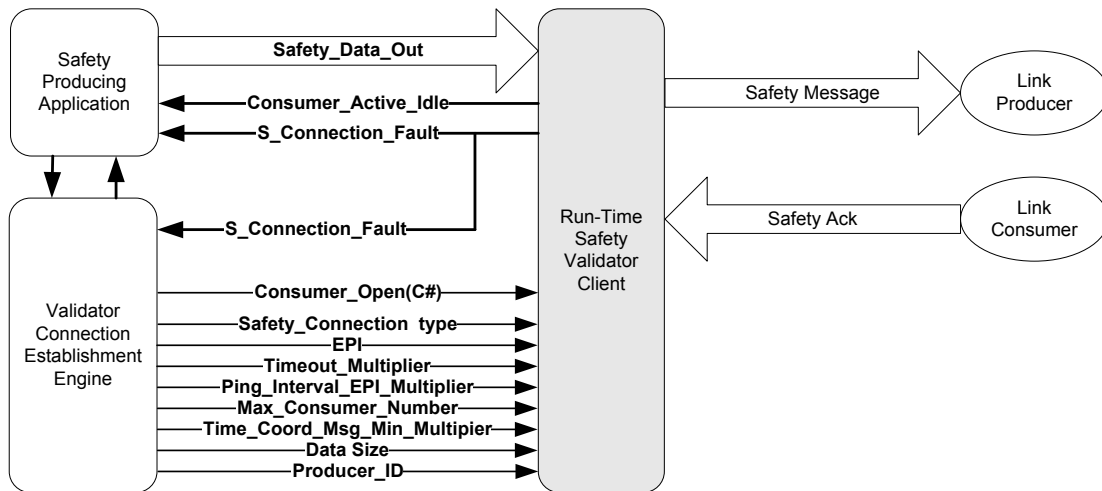 Safety
Producing
Application
Safety_Data_Out
Consumer_Active_Idle
S_Connection_Fault
Safety Message
Link
Producer
S_Connection_Fault
Run-Time
Safety
Validator
Client
Safety Ack
Link
Consumer
Validator
Connection
Establishment
Engine
Consumer_Open(C#)
Safety_Connection type
EPI
Timeout_Multiplier
Ping_Interval_EPI_Multiplier
Max_Consumer_Number
Time_Coord_Msg_Min_Multipier
Data Size
Producer_ID